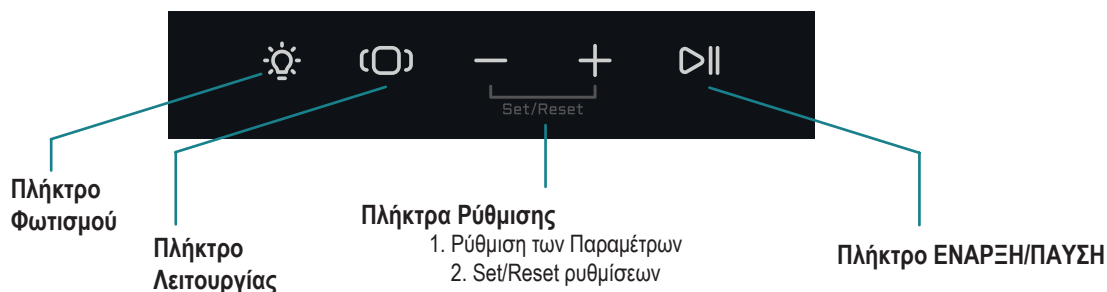 Set/Reset
Πλήκτρο
Φωτισμού
Πλήκτρο
Λειτουργίας
Πλήκτρα Ρύθμισης
1. Ρύθμιση των Παραμέτρων
2. Set/Reset ρυθμίσεων
Πλήκτρο ΕΝΑΡΞΗ/ΠΑΥΣΗ